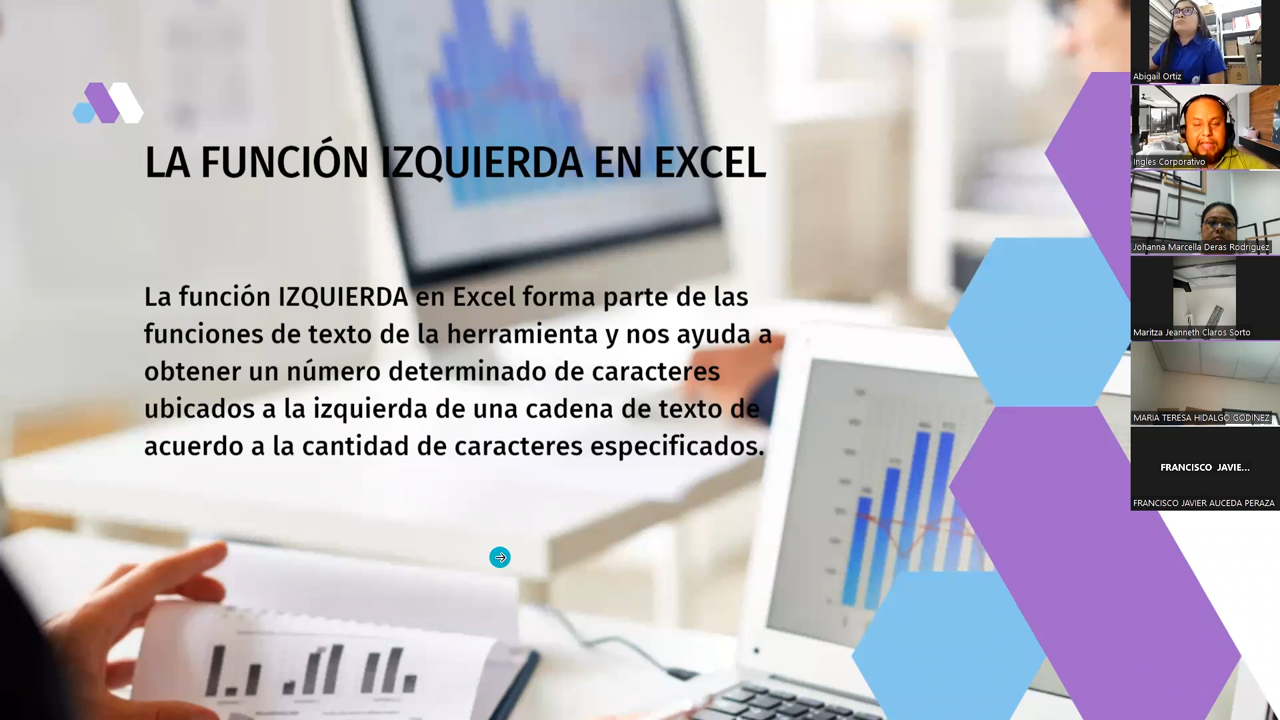 LA FUNCIÓN IZQUIERDA EN EXCEL
La función IZQUIERDA en Excel forma parte de las
funciones de texto de la herramienta y nos ayuda a
obtener un número determinado de caracteres
ubicados a la izquierda de una cadena de texto de
acuerdo a la cantidad de caracteres especificados.
Abigail Ortiz
Ingles Corporativo
Johanna Marcella Deras Rodriguez
Maritza Jeanneth Claros Sorto
MARIA TERESA HIDALGO GODINEZ
FRANCISCO JAVIE...
FRANCISCO JAVIER AUCEDA PERAZA